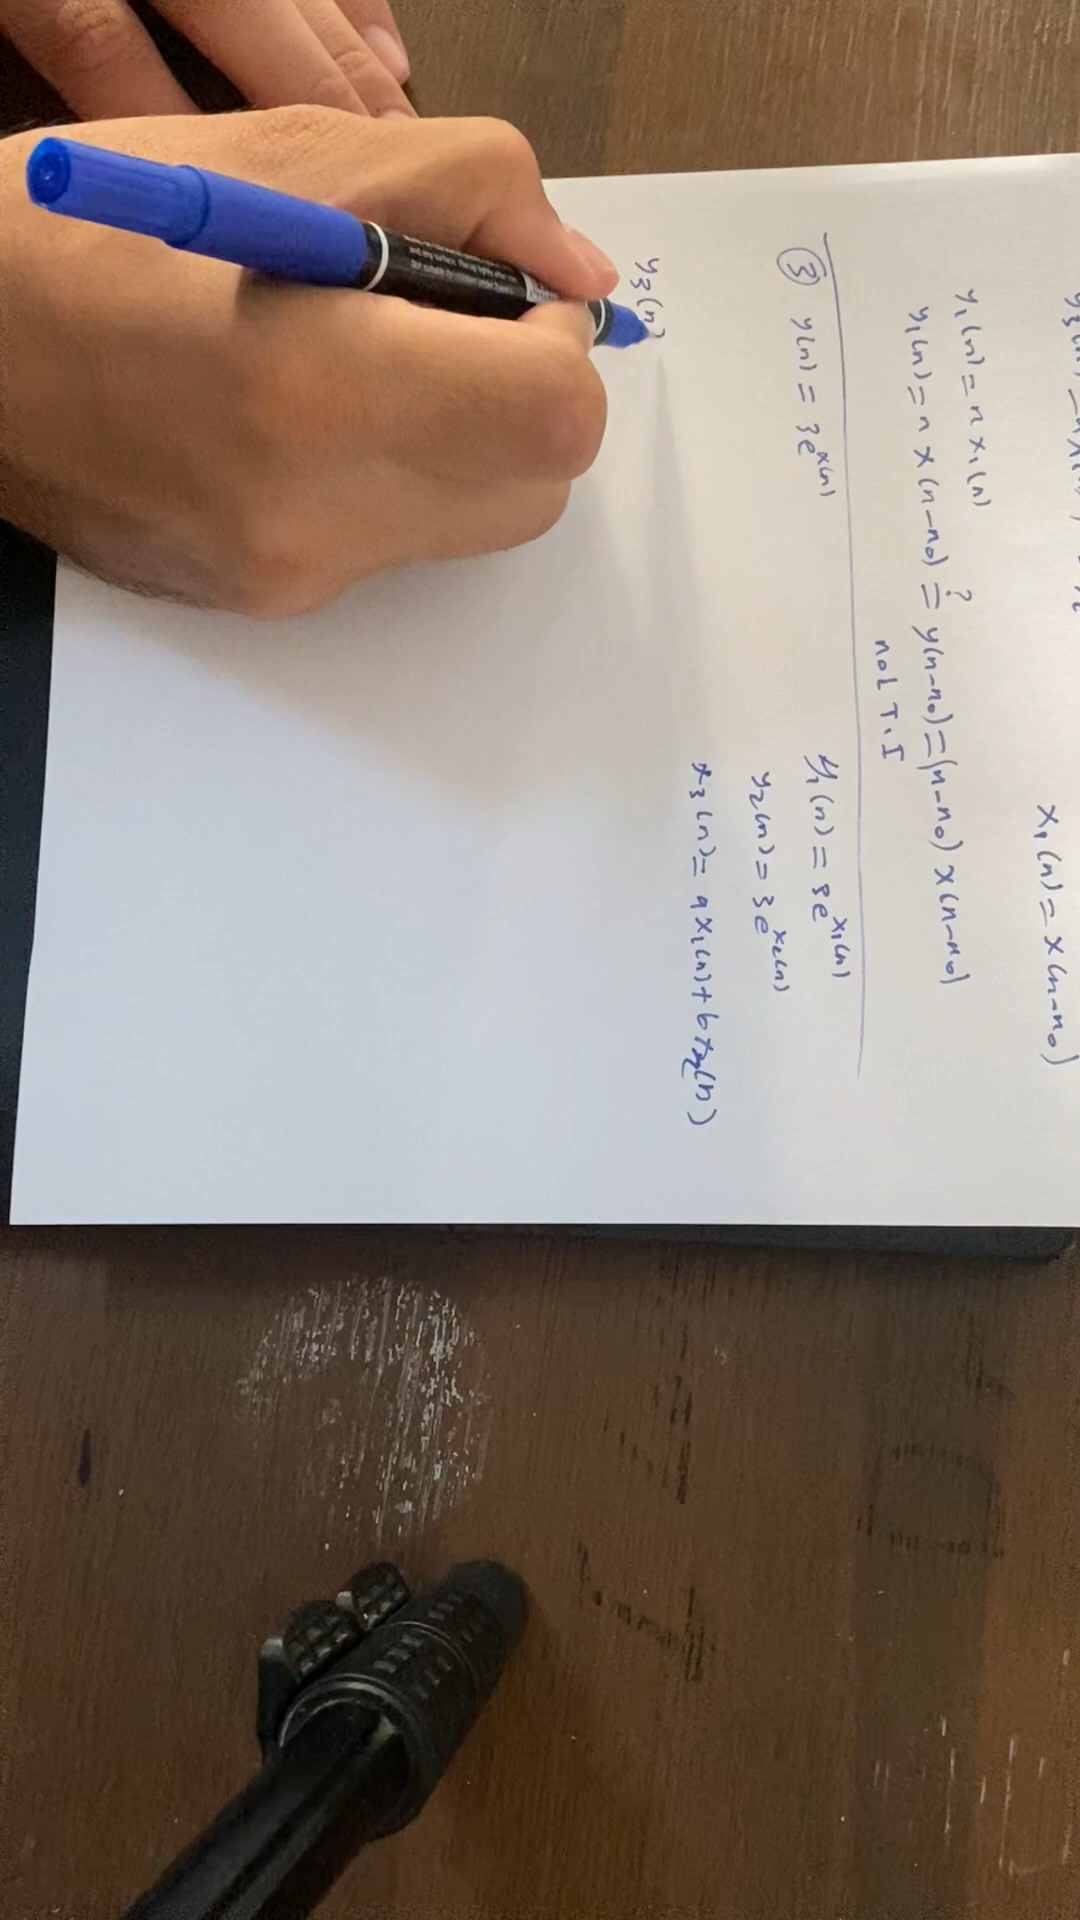 x₁(n) = x(n-n₀)
y₁(n) = n x₁(n)
y₁(n) = n x(n-n₀) =? y(n-n₀) = (n-n₀) x(n-n₀)
not T.I
③ y(n) = 3e^x(n)
y₁(n) = 3e^x₁(n)
y₂(n) = 3e^x₂(n)
x₃(n) = a x₁(n) + b x₂(n)
y₃(n)